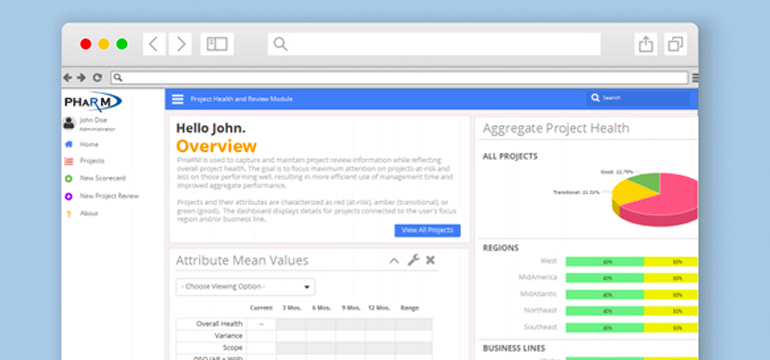 PHARM
John Doe
Administrator
Home
Projects
New Scorecard
New Project Review
About
Project Health and Review Module
Search
Hello John.
Overview
PHaRM is used to capture and maintain project review information while reflecting
overall project health. The goal is to focus maximum attention on projects-at-risk and
less on those performing well, resulting in more efficient use of management time and
improved aggregate performance.
Projects and their attributes are characterized as red (at-risk), amber (transitional), or
green (good). The dashboard displays details for projects connected to the user's focus
region and/or business line.
View All Projects
Attribute Mean Values
- Choose Viewing Option -
Current 3 Mos. 6 Mos. 9 Mos. 12 Mos. Range
Overall Health --
Variance
Scope
Aggregate Project Health
ALL PROJECTS
Good: 12.79%
Transitional: 21.31%
REGIONS
West 40% 30%
MidAmerica 40% 30%
MidAtlantic 40% 30%
Northeast 40% 30%
Southeast 40% 30%
BUSINESS LINES